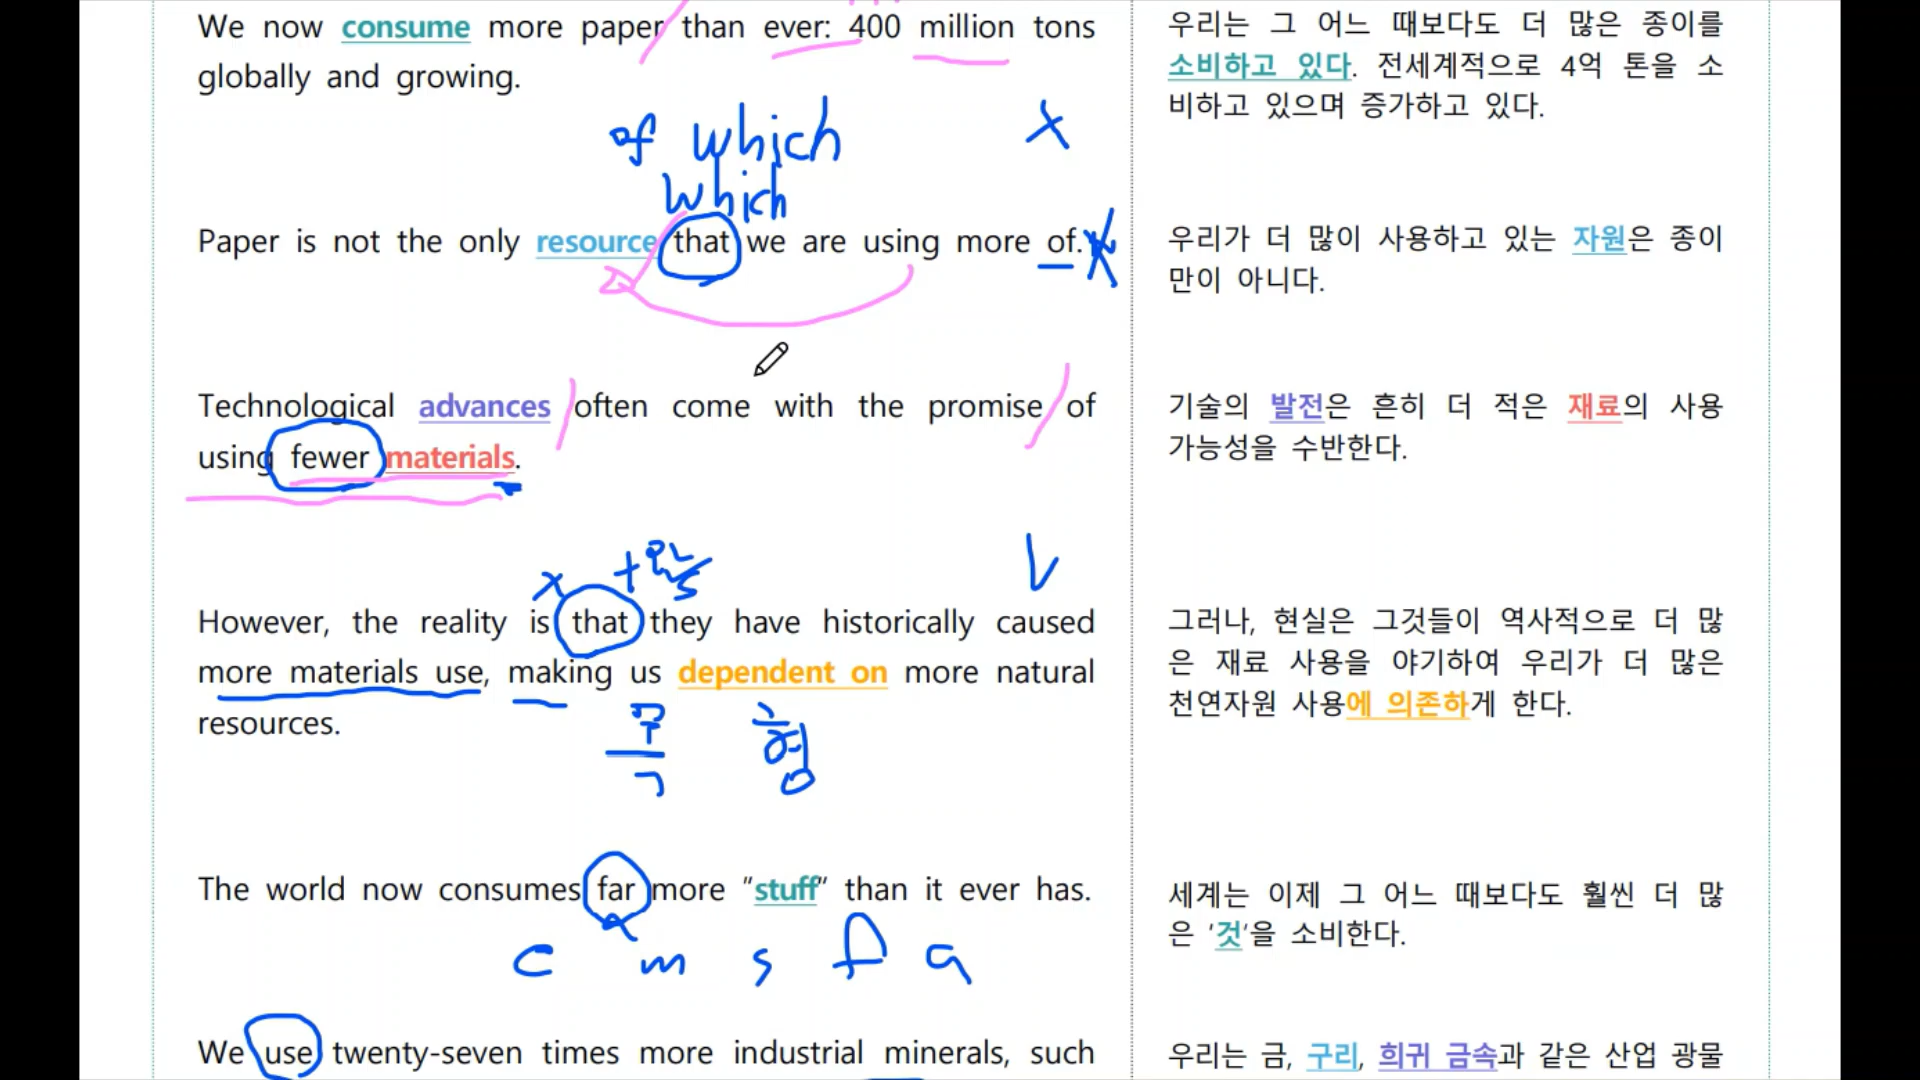 We now consume more paper than ever: 400 million tons
globally and growing.
of which
which
x
Paper is not the only resource that we are using more of.
Technological advances often come with the promise of
using fewer materials.
x + 완
However, the reality is that they have historically caused
more materials use, making us dependent on more natural
resources.
목 형
The world now consumes far more "stuff" than it ever has.
e m s f a
We use twenty-seven times more industrial minerals, such
우리는 그 어느 때보다도 더 많은 종이를
소비하고 있다. 전세계적으로 4억 톤을 소
비하고 있으며 증가하고 있다.
우리가 더 많이 사용하고 있는 자원은 종이
만이 아니다.
기술의 발전은 흔히 더 적은 재료의 사용
가능성을 수반한다.
그러나, 현실은 그것들이 역사적으로 더 많
은 재료 사용을 야기하여 우리가 더 많은
천연자원 사용에 의존하게 한다.
세계는 이제 그 어느 때보다도 훨씬 더 많
은 '것'을 소비한다.
우리는 금, 구리, 희귀 금속과 같은 산업 광물